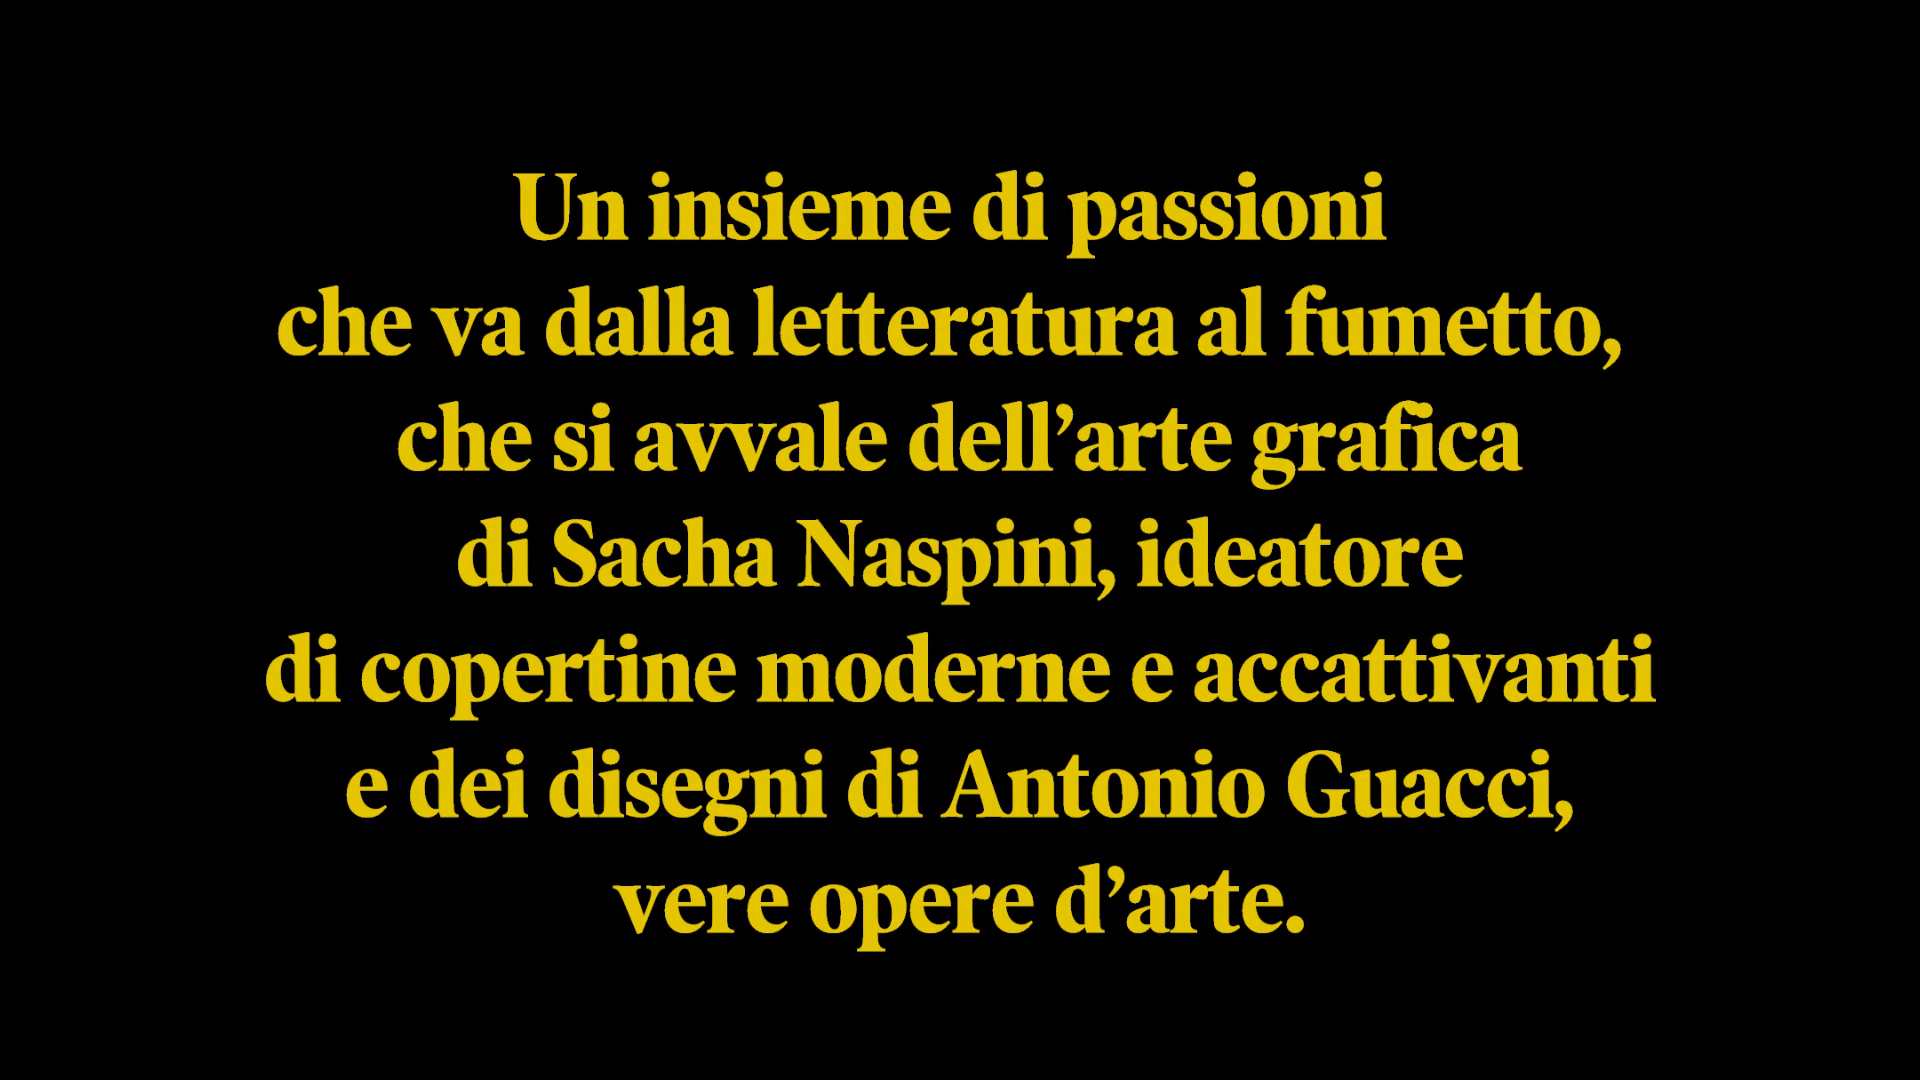 Un insieme di passioni
che va dalla letteratura al fumetto,
che si avvale dell’arte grafica
di Sacha Naspini, ideatore
di copertine moderne e accattivanti
e dei disegni di Antonio Guacci,
vere opere d’arte.